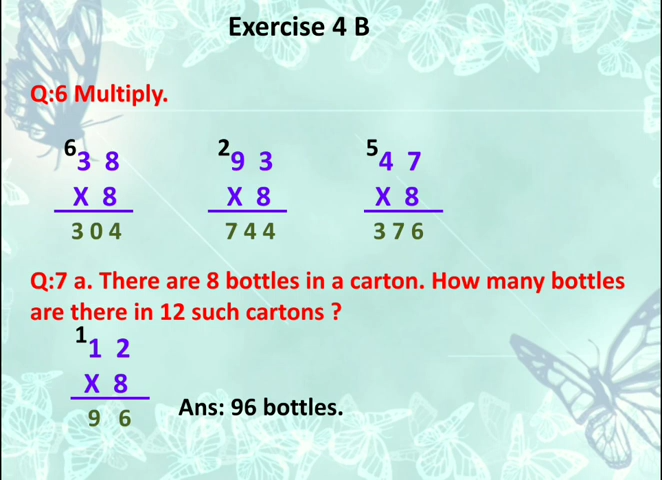 Exercise 4 B
Q:6 Multiply.
6 2 5
3 8 9 3 4 7
X 8 X 8 X 8
3 0 4 7 4 4 3 7 6
Q:7 a. There are 8 bottles in a carton. How many bottles
are there in 12 such cartons ?
1
1 2
X 8
9 6 Ans: 96 bottles.